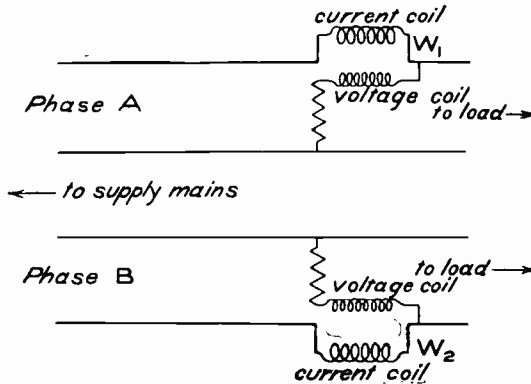 current coil
W1
voltage coil
Phase A
to load
to supply mains
to load
Phase B
voltage coil
W2
current coil